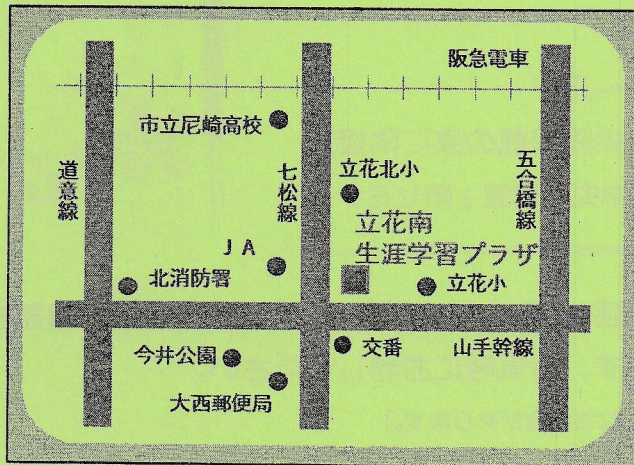 阪急電車
市立尼崎高校
道意線
七松線
立花北小
五合橋線
立花南
生涯学習プラザ
JA
北消防署
立花小
今井公園
交番
山手幹線
大西郵便局